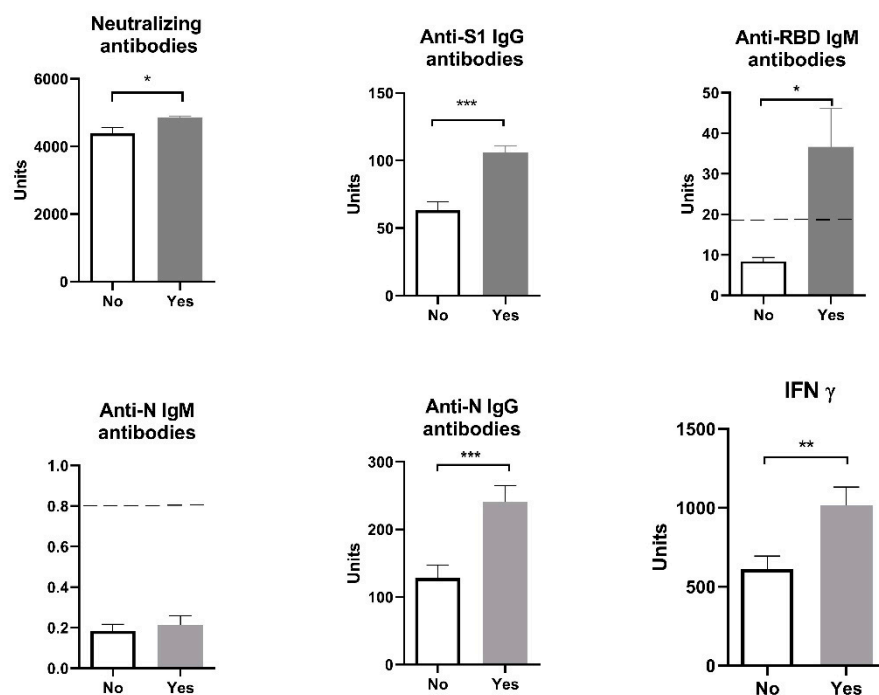 Neutralizing
antibodies
6000
4000
2000
0
Units
*
No Yes
Anti-S1 IgG
antibodies
150
100
50
0
Units
***
No Yes
Anti-RBD IgM
antibodies
50
40
30
20
10
0
Units
*
No Yes
Anti-N IgM
antibodies
1.0
0.8
0.6
0.4
0.2
0.0
No Yes
Anti-N IgG
antibodies
300
200
100
0
Units
***
No Yes
IFN γ
1500
1000
500
0
Units
**
No Yes